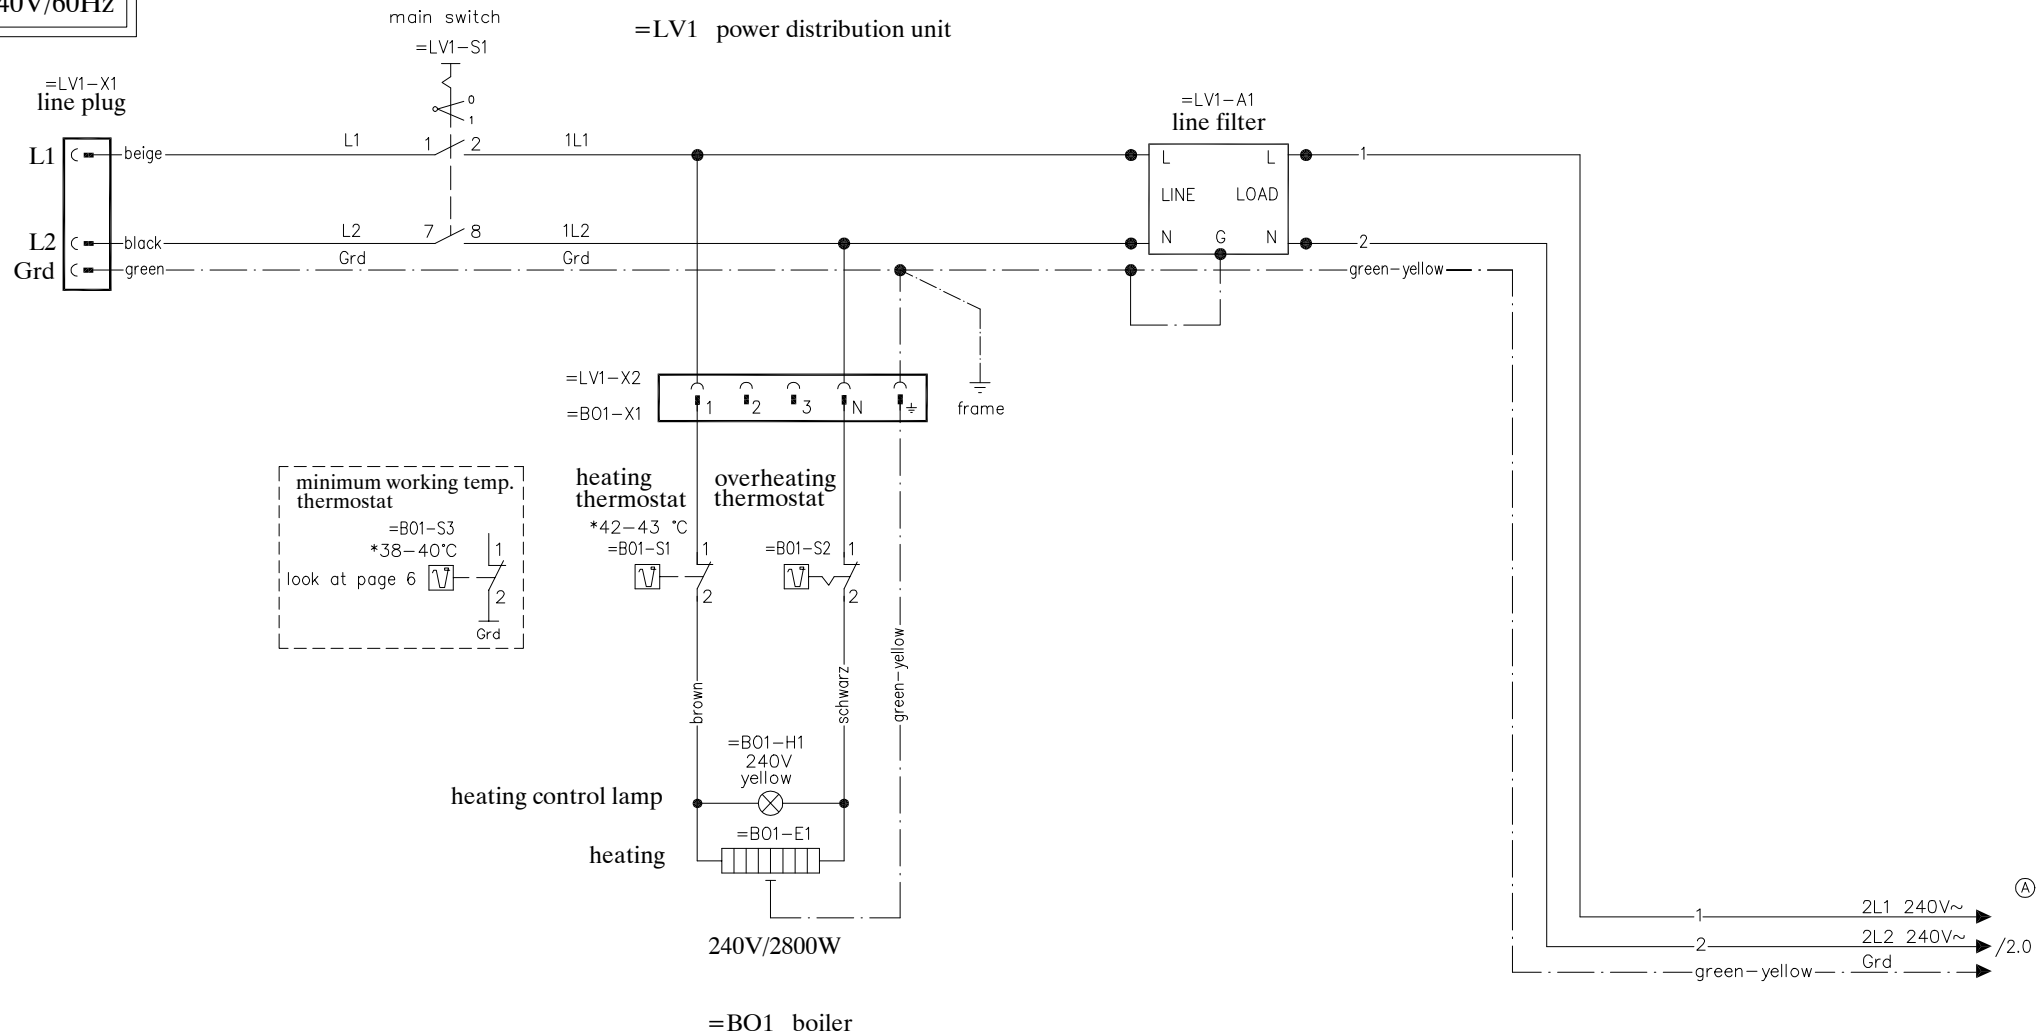 40V/60Hz
main switch
=LV1-S1
=LV1 power distribution unit
=LV1-X1
line plug
0
1
=LV1-A1
line filter
L1
beige
L1
1
2
1L1
L
L
1
LINE
LOAD
L2
black
L2
7
8
1L2
N
G
N
2
Grd
green
Grd
Grd
green-yellow
=LV1-X2
=BO1-X1
1
2
3
N
frame
minimum working temp.
thermostat
=B01-S3
*38-40°C
look at page 6
1
2
Grd
heating
thermostat
*42-43 °C
=B01-S1
1
2
overheating
thermostat
=B01-S2
1
2
brown
schwarz
green-yellow
=BO1-H1
240V
yellow
heating control lamp
=BO1-E1
heating
240V/2800W
=BO1 boiler
A
1
2L1 240V~
2
2L2 240V~
/2.0
green-yellow
Grd